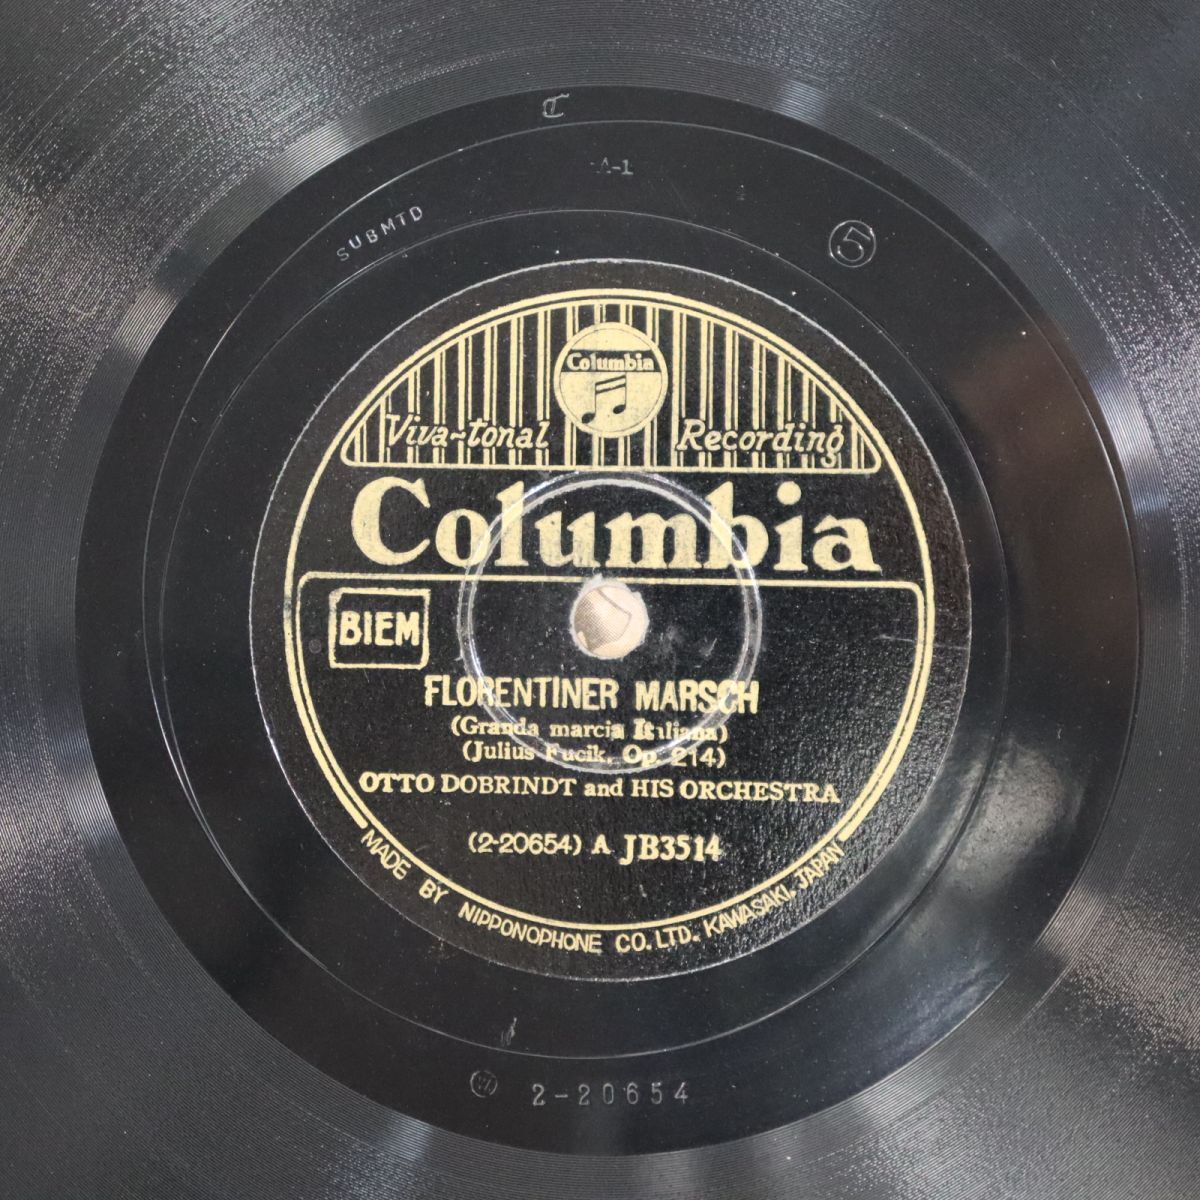 C
A-1
SUBMTD
5
Columbia
Viva-tonal Recording
Columbia
BIEM
FLORENTINER MARSCH
(Granda marcia Italiana)
(Julius Fucik, Op. 214)
OTTO DOBRINDT and HIS ORCHESTRA
(2-20654) A JB3514
MADE BY NIPPONOPHONE CO. LTD. KAWASAKI. JAPAN
2-20654